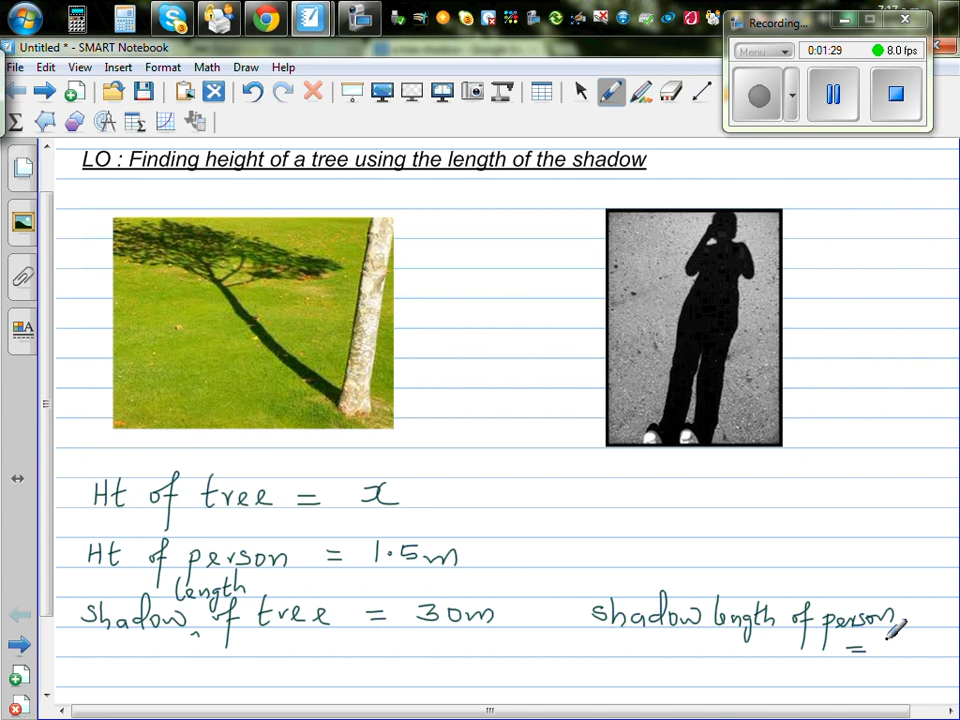 Recording...
Menu
0:01:29
8.0 fps
Untitled * - SMART Notebook
File Edit View Insert Format Math Draw Help
LO : Finding height of a tree using the length of the shadow
Ht of tree = x
Ht of person = 1.5m
length
shadow ‸ of tree = 30m
shadow length of person
=